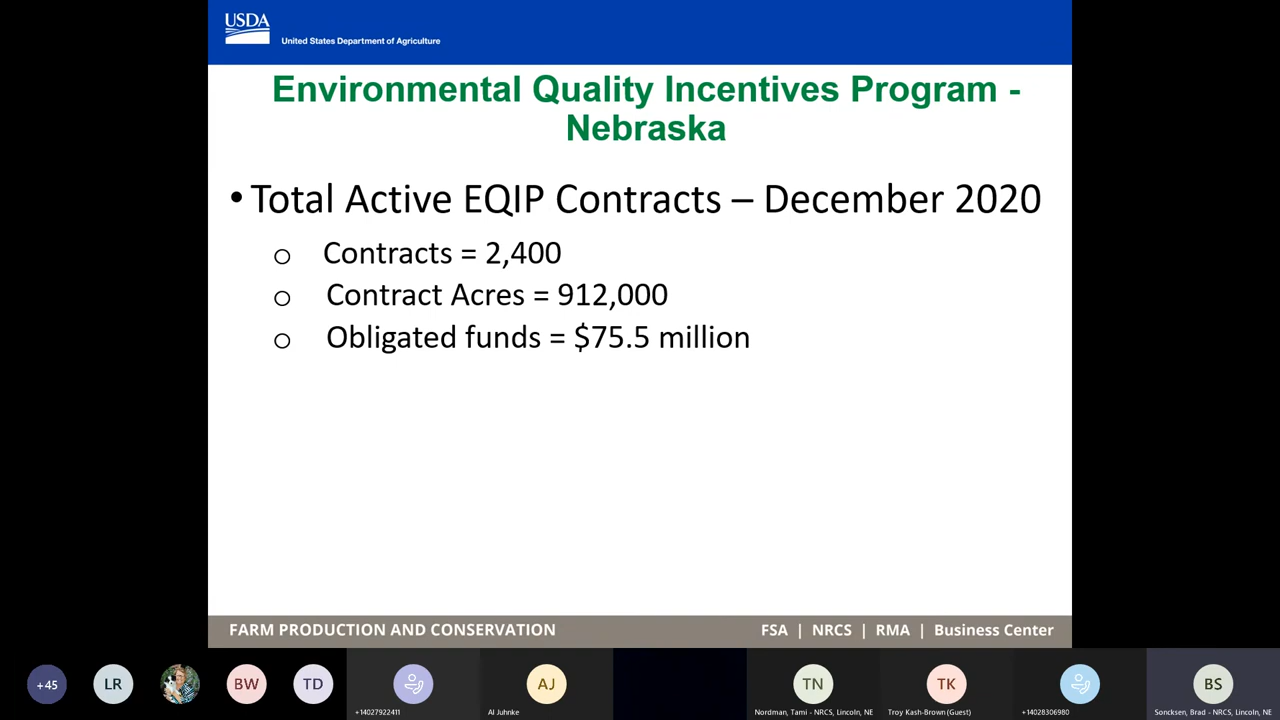 USDA
United States Department of Agriculture
Environmental Quality Incentives Program -
Nebraska
• Total Active EQIP Contracts – December 2020
o Contracts = 2,400
o Contract Acres = 912,000
o Obligated funds = $75.5 million
FARM PRODUCTION AND CONSERVATION FSA | NRCS | RMA | Business Center
+45 LR BW TD AJ TN TK BS
+14027922411 Al Juhnke Nordman, Tami - NRCS, Lincoln, NE Troy Kash-Brown (Guest) +14028306980 Soncksen, Brad - NRCS, Lincoln, NE